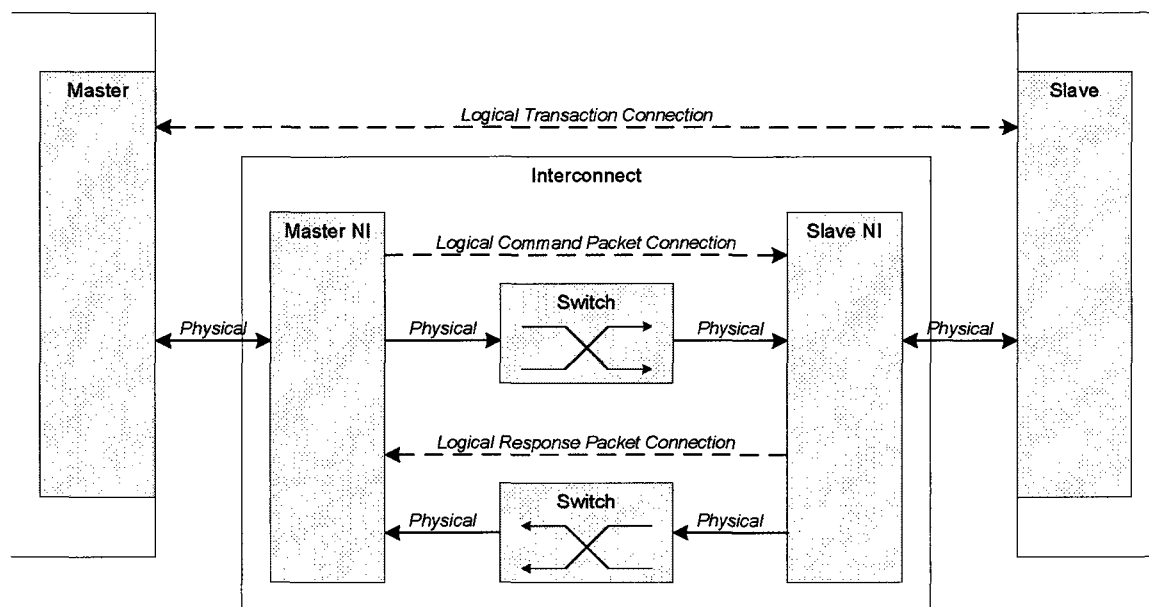 Master
Slave
Logical Transaction Connection
Interconnect
Master NI
Logical Command Packet Connection
Slave NI
Switch
Physical
Physical
Physical
Physical
Logical Response Packet Connection
Switch
Physical
Physical